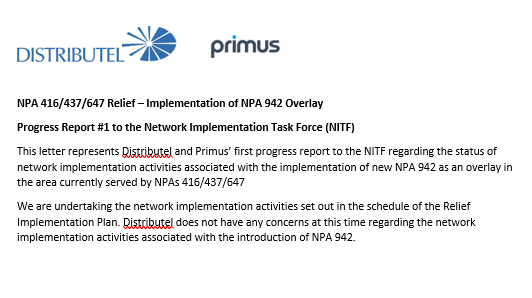 DISTRIBUTEL
primus
NPA 416/437/647 Relief – Implementation of NPA 942 Overlay
Progress Report #1 to the Network Implementation Task Force (NITF)
This letter represents Distributel and Primus’ first progress report to the NITF regarding the status of
network implementation activities associated with the implementation of new NPA 942 as an overlay in
the area currently served by NPAs 416/437/647
We are undertaking the network implementation activities set out in the schedule of the Relief
Implementation Plan. Distributel does not have any concerns at this time regarding the network
implementation activities associated with the introduction of NPA 942.